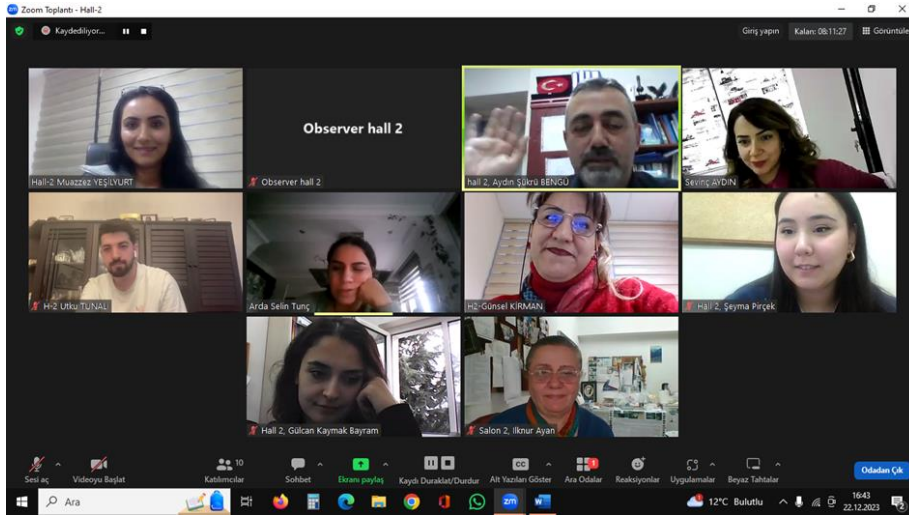 Zoom Toplantı - Hall-2
Kaydediliyor...
Giriş yapın
Kalan: 08:11:27
Görüntüle
Hall-2 Muazzez YEŞİLYURT
Observer hall 2
Observer hall 2
hall 2, Aydın Şükrü BENGÜ
Sevinç AYDIN
H-2 Utku TUNALI
Arda Selin Tunç
H2-Günsel KIRMAN
Hall 2, Şeyma Pirçek
Hall 2, Gülcan Kaymak Bayram
Salon 2, Ilknur Ayan
Sesi aç
Videoyu Başlat
10
Katılımcılar
Sohbet
Ekranı paylaş
Kaydı Duraklat/Durdur
CC
Alt Yazıları Göster
1
Ara Odalar
Reaksiyonlar
Uygulamalar
Beyaz Tahtalar
Odadan Çık
Ara
zm
12°C Bulutlu
16:43
22.12.2023